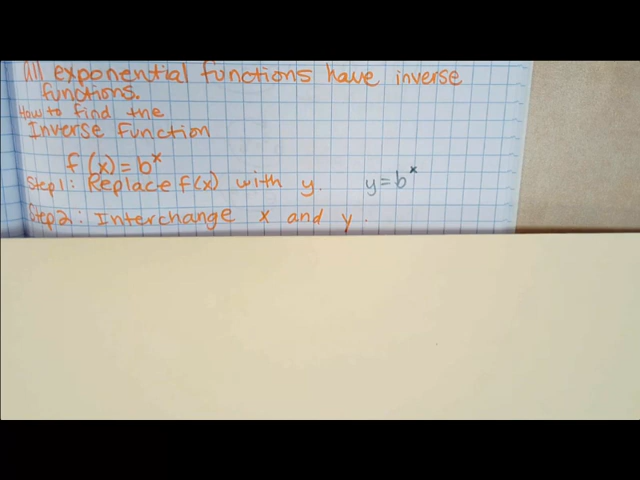 all exponential functions have inverse
functions.
How to find the
Inverse Function
f(x) = b^x
Step 1: Replace f(x) with y. y = b^x
Step 2: Interchange x and y.